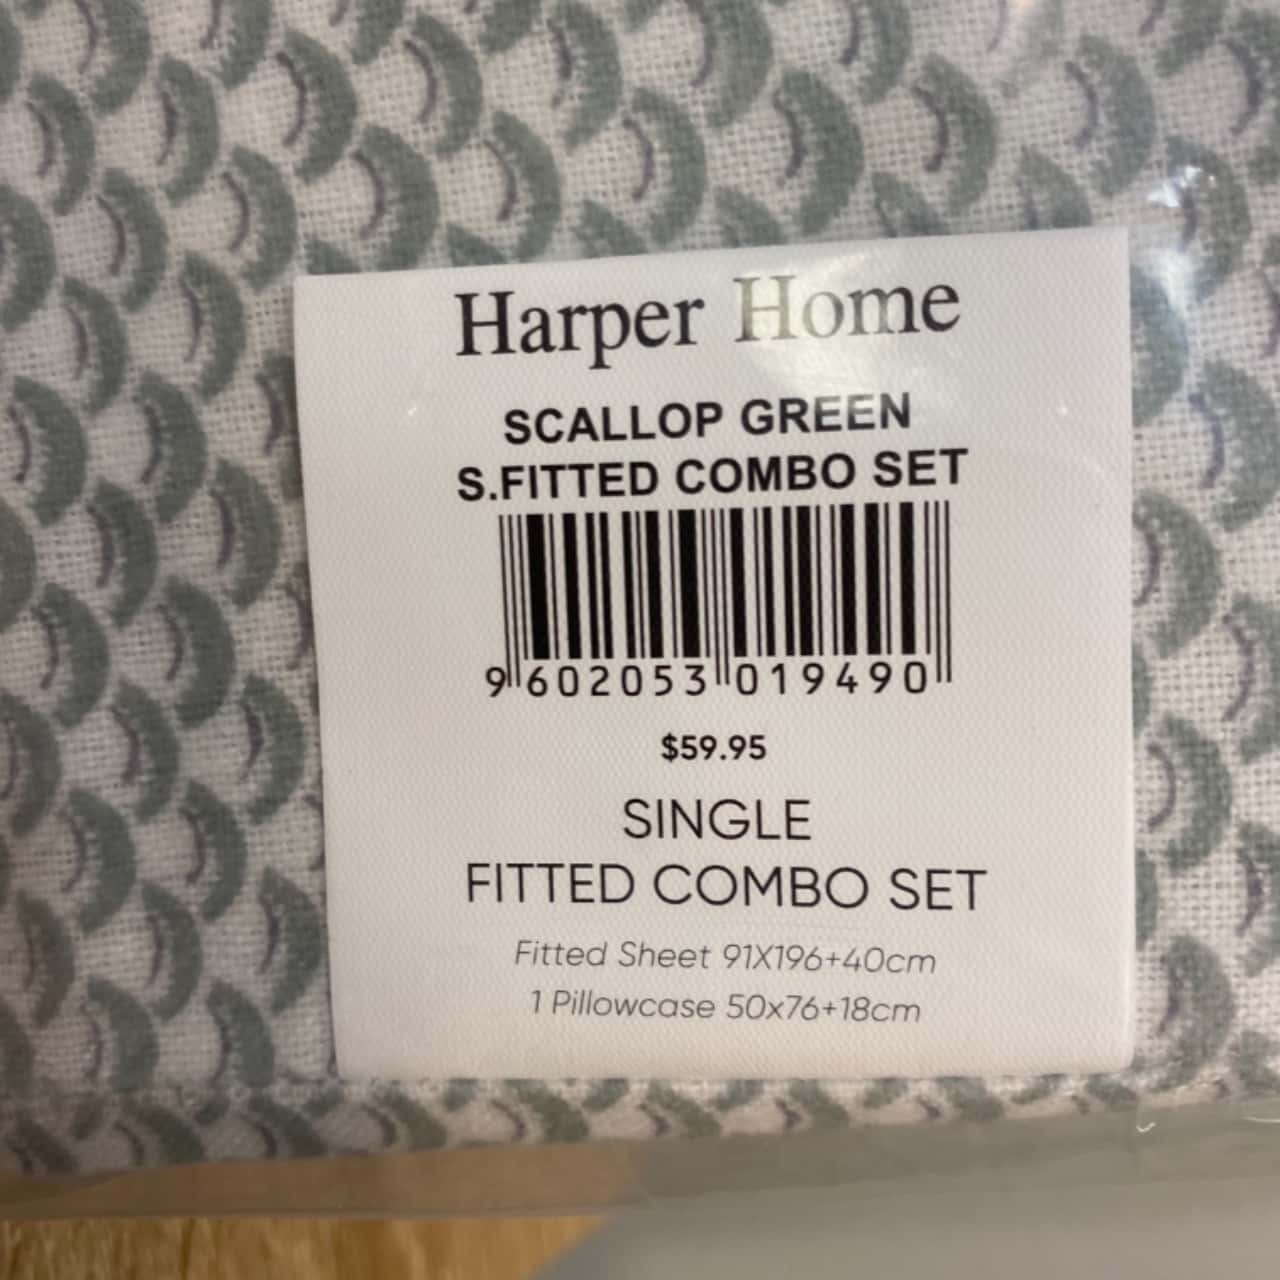 Harper Home
SCALLOP GREEN
S.FITTED COMBO SET
9 602053 019490
$59.95
SINGLE
FITTED COMBO SET
Fitted Sheet 91X196+40cm
1 Pillowcase 50x76+18cm